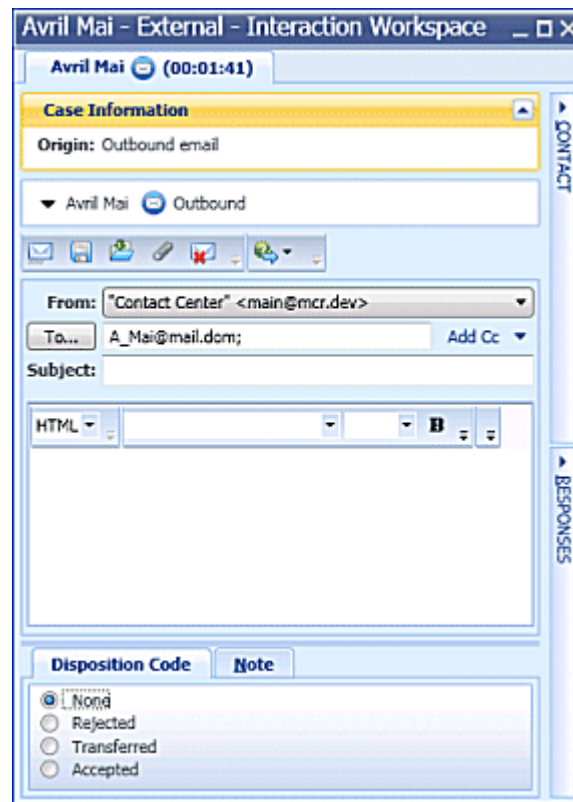 Avril Mai - External - Interaction Workspace
Avril Mai (00:01:41)
Case Information
Origin: Outbound email
Avril Mai Outbound
From: "Contact Center" <main@mcr.dev>
To... A_Mai@mail.dom; Add Cc
Subject:
HTML B
Disposition Code Note
None
Rejected
Transferred
Accepted
CONTACT
RESPONSES